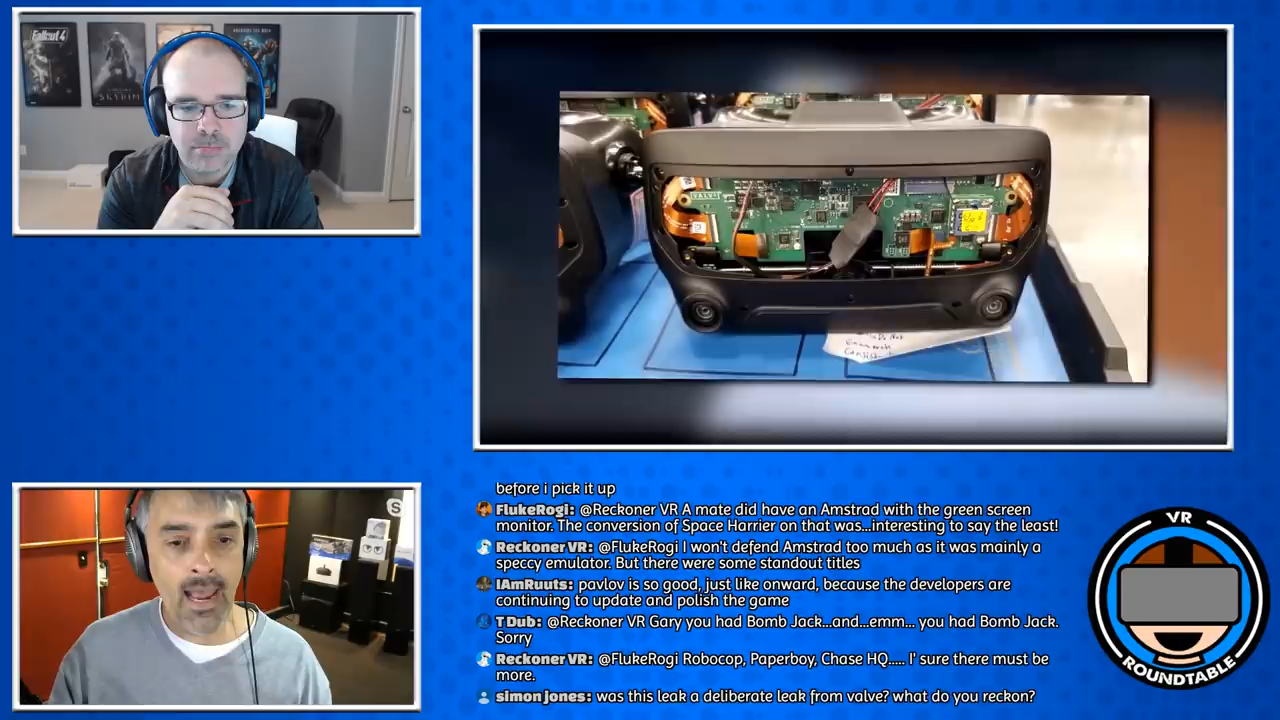 Fallout 4
SKYRIM
VALVE
before i pick it up
FlukeRogi: @Reckoner VR A mate did have an Amstrad with the green screen
monitor. The conversion of Space Harrier on that was...interesting to say the least!
Reckoner VR: @FlukeRogi I won't defend Amstrad too much as it was mainly a
speccy emulator. But there were some standout titles
IAmRuuts: pavlov is so good, just like onward, because the developers are
continuing to update and polish the game
T Dub: @Reckoner VR Gary you had Bomb Jack...and...emm... you had Bomb Jack.
Sorry
Reckoner VR: @FlukeRogi Robocop, Paperboy, Chase HQ..... I' sure there must be
more.
simon jones: was this leak a deliberate leak from valve? what do you reckon?
VR
ROUNDTABLE